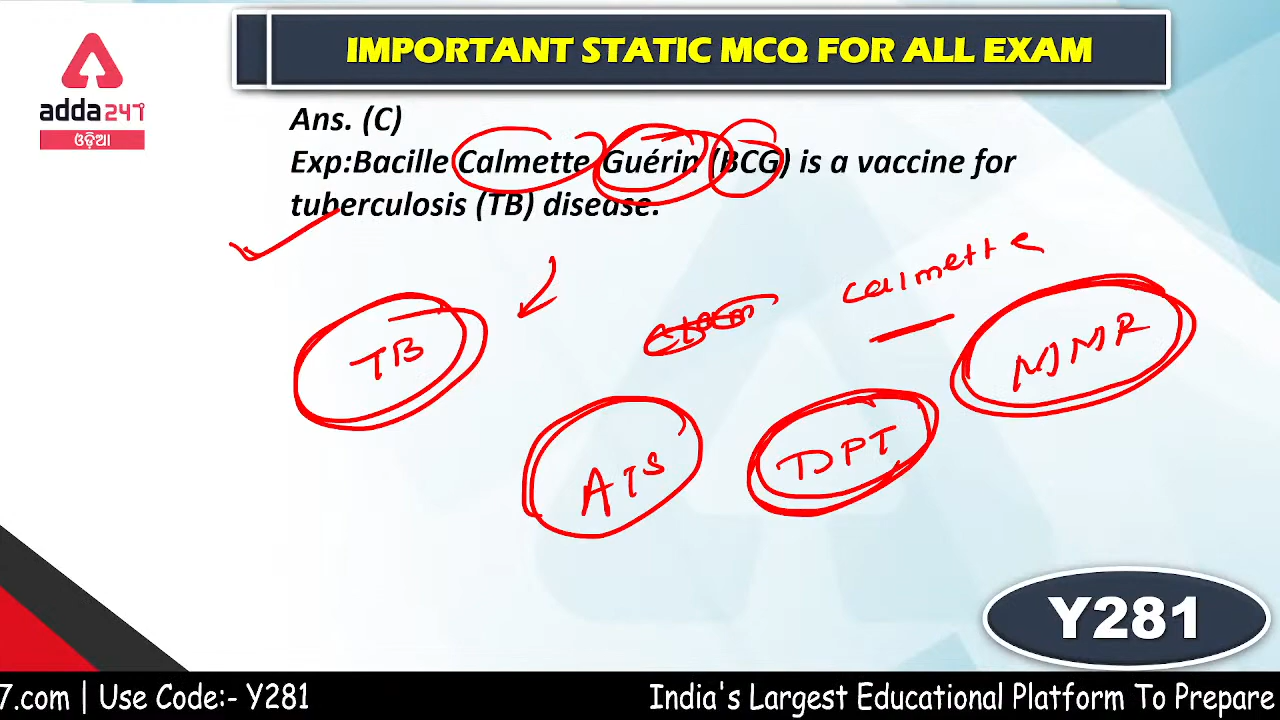 IMPORTANT STATIC MCQ FOR ALL EXAM
adda247
ଓଡ଼ିଆ
Ans. (C)
Exp:Bacille Calmette Guérin (BCG) is a vaccine for
tuberculosis (TB) disease.
calmette
TB
MMR
ATS
DPT
Y281
7.com | Use Code:- Y281
India's Largest Educational Platform To Prepare